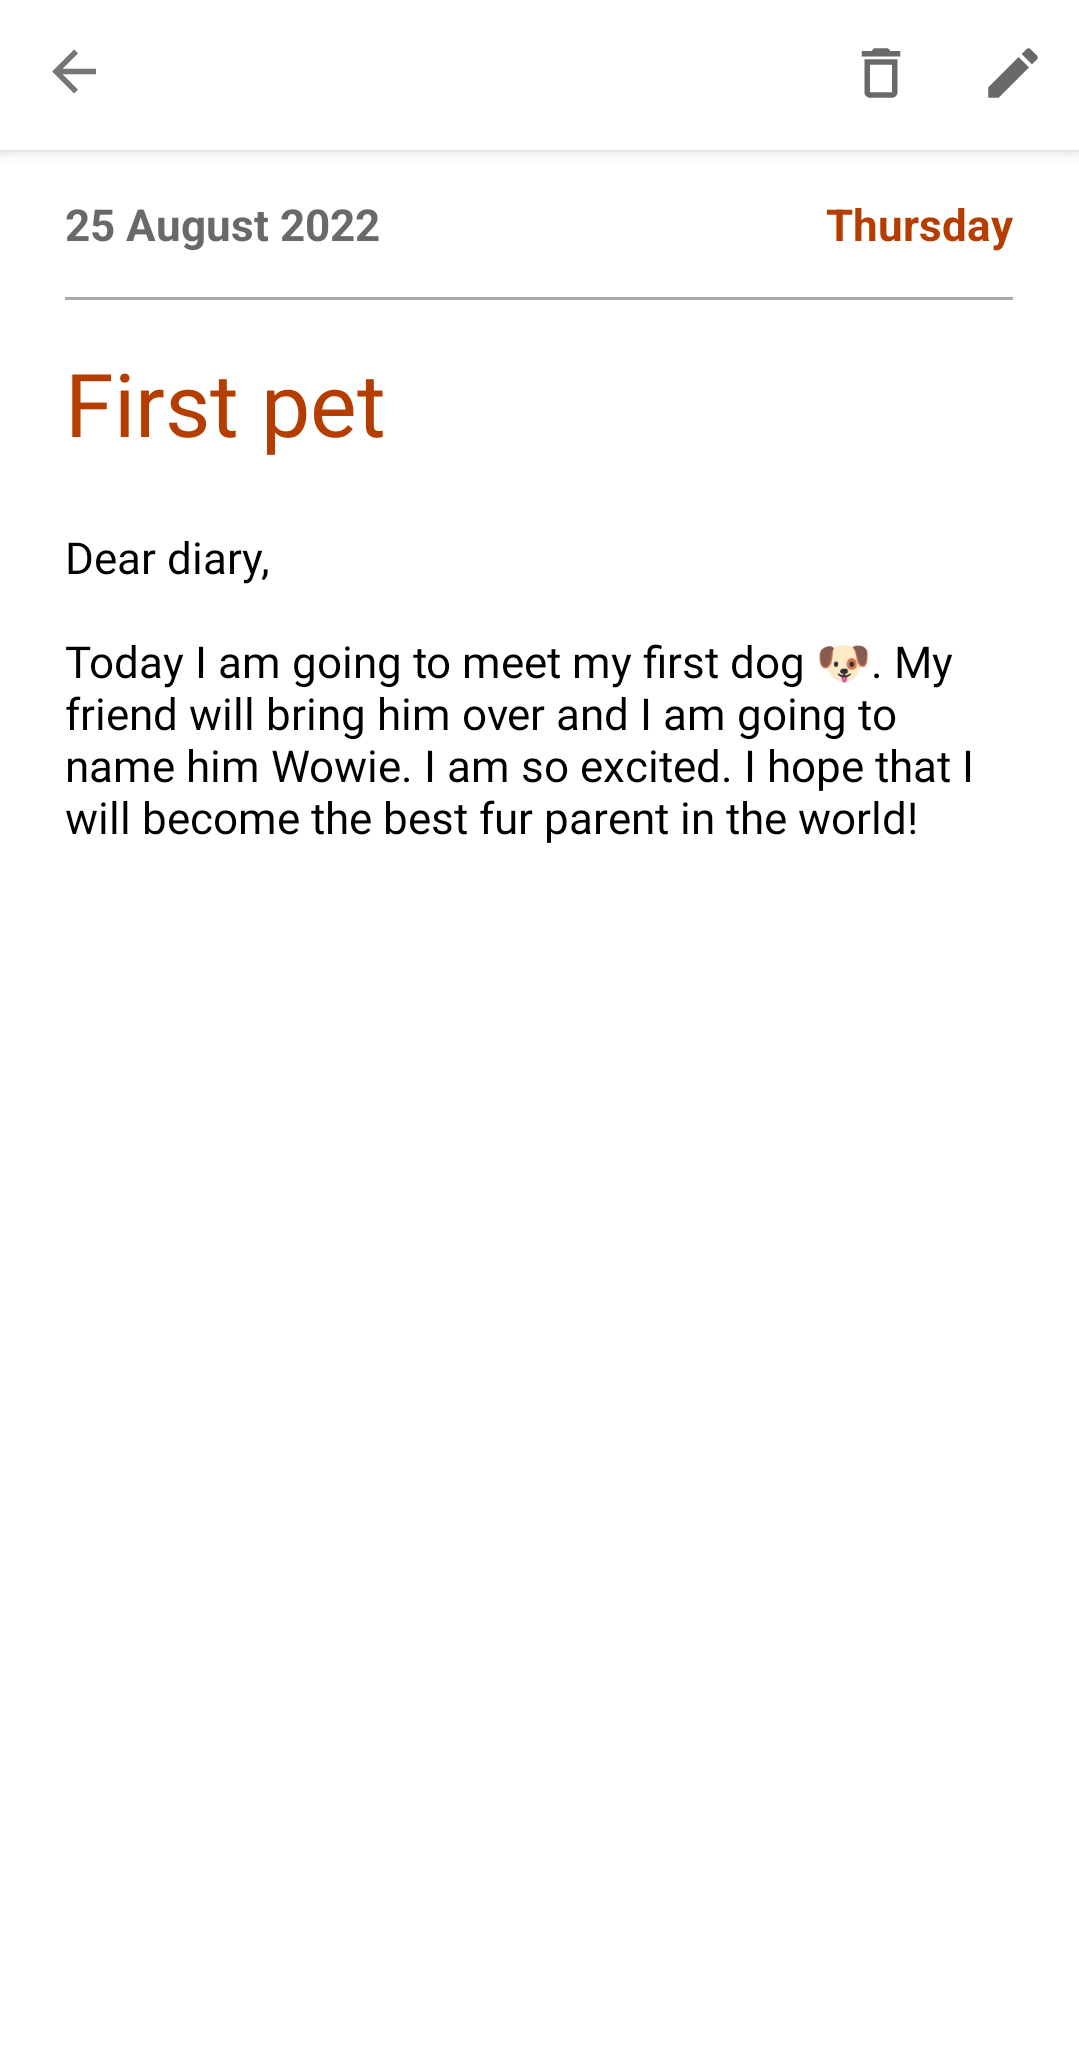 25 August 2022
Thursday
First pet
Dear diary,
Today I am going to meet my first dog 🐶. My
friend will bring him over and I am going to
name him Wowie. I am so excited. I hope that I
will become the best fur parent in the world!